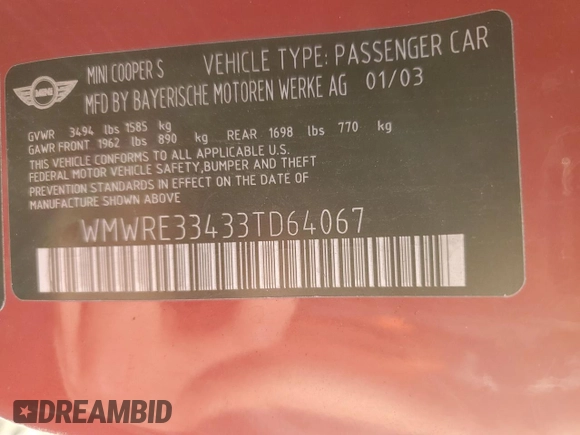 MINI
MINI COOPER S VEHICLE TYPE: PASSENGER CAR
MFD BY BAYERISCHE MOTOREN WERKE AG 01/03
GVWR 3494 lbs 1585 kg
GAWR FRONT 1962 lbs 890 kg REAR 1698 lbs 770 kg
THIS VEHICLE CONFORMS TO ALL APPLICABLE U.S.
FEDERAL MOTOR VEHICLE SAFETY,BUMPER AND THEFT
PREVENTION STANDARDS IN EFFECT ON THE DATE OF
MANUFACTURE SHOWN ABOVE
WMWRE33433TD64067
DREAMBID